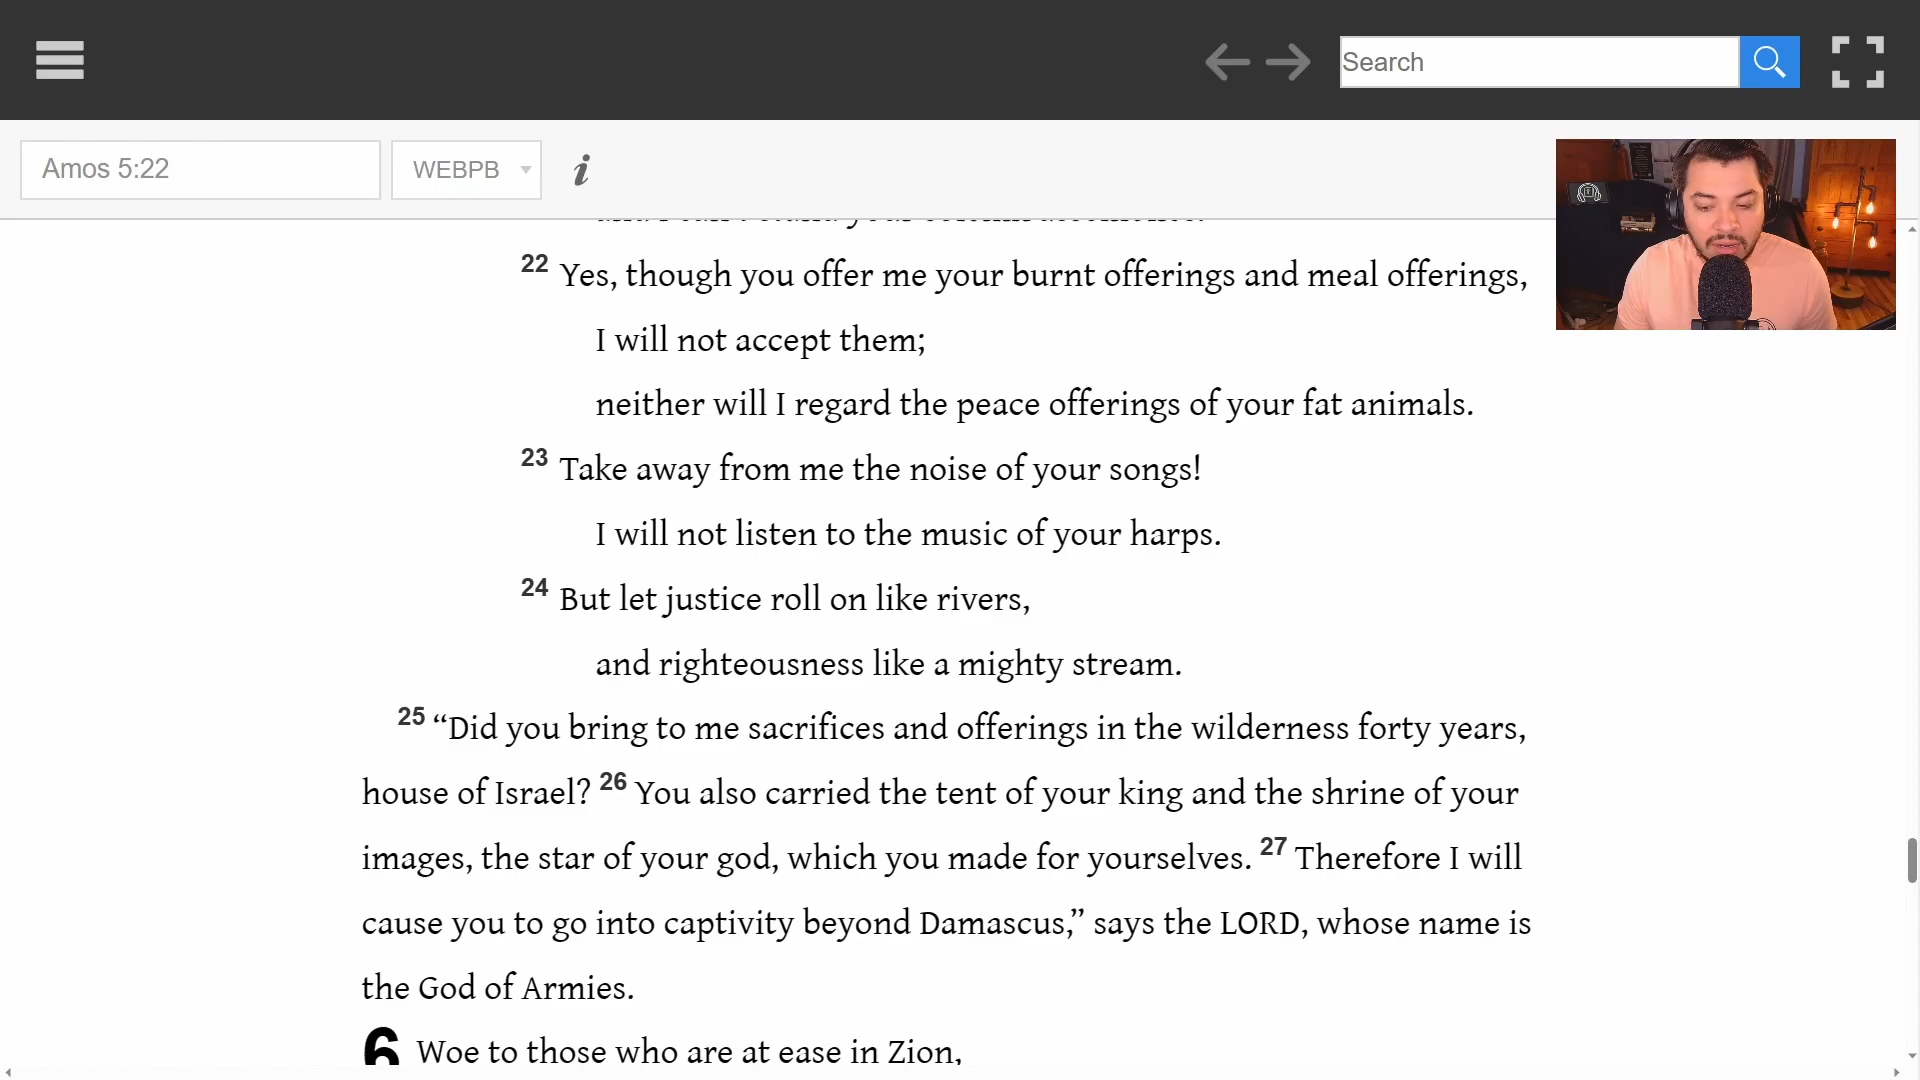 Search
Amos 5:22
WEBPB
i
22 Yes, though you offer me your burnt offerings and meal offerings,
I will not accept them;
neither will I regard the peace offerings of your fat animals.
23 Take away from me the noise of your songs!
I will not listen to the music of your harps.
24 But let justice roll on like rivers,
and righteousness like a mighty stream.
25 “Did you bring to me sacrifices and offerings in the wilderness forty years,
house of Israel? 26 You also carried the tent of your king and the shrine of your
images, the star of your god, which you made for yourselves. 27 Therefore I will
cause you to go into captivity beyond Damascus,” says the LORD, whose name is
the God of Armies.
6 Woe to those who are at ease in Zion,